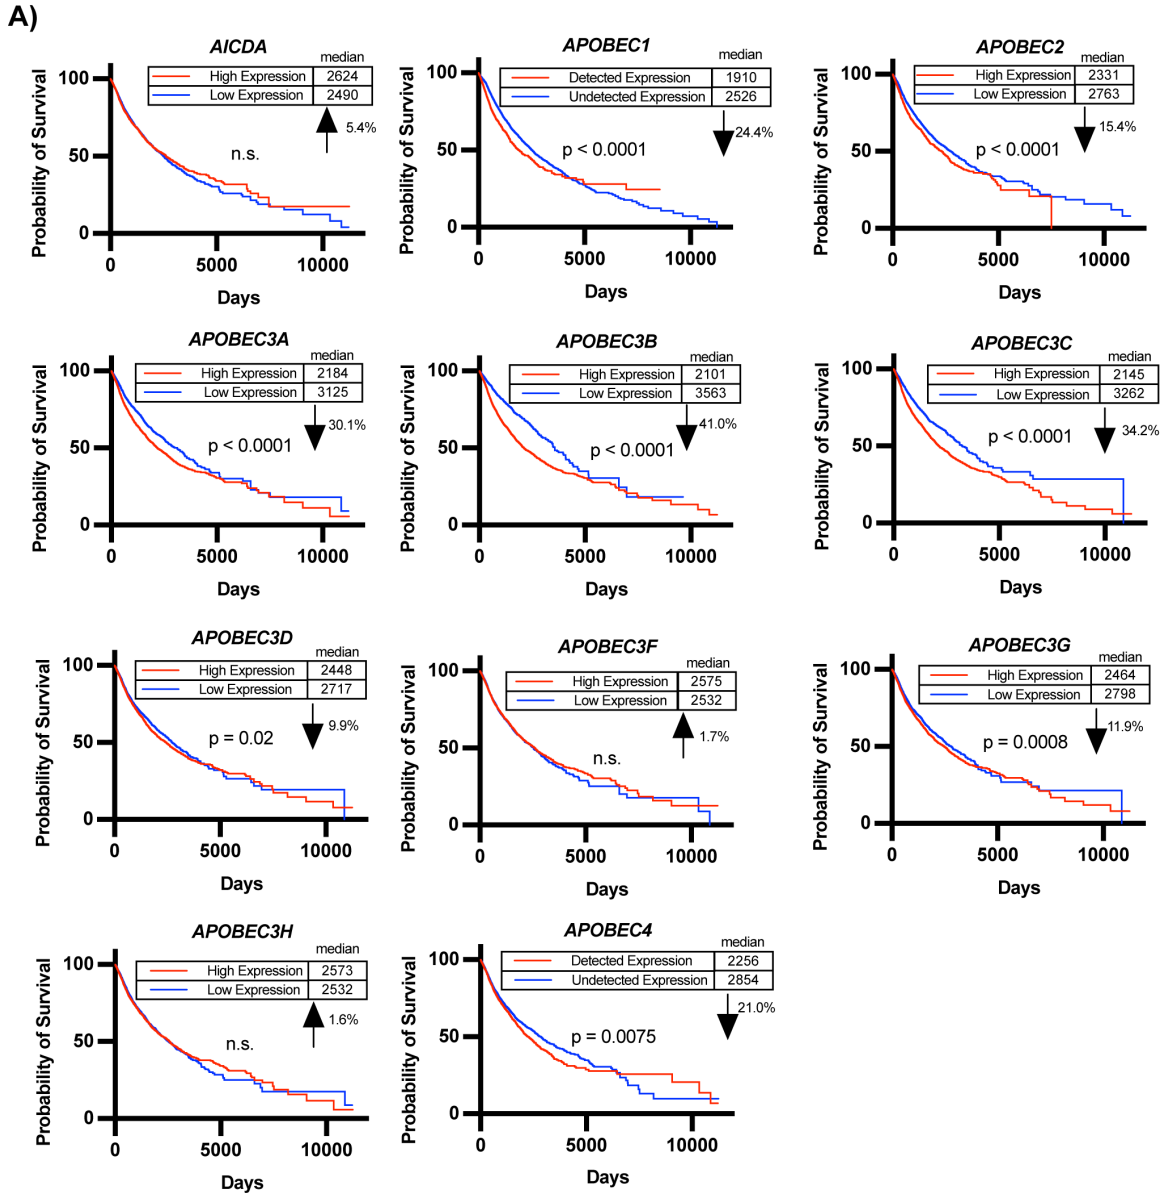 A)
AICDA
median
High Expression 2624
Low Expression 2490
5.4%
n.s.
Probability of Survival
100
50
0
0 5000 10000
Days
APOBEC1
median
Detected Expression 1910
Undetected Expression 2526
24.4%
p < 0.0001
Probability of Survival
100
50
0
0 5000 10000
Days
APOBEC2
median
High Expression 2331
Low Expression 2763
15.4%
p < 0.0001
Probability of Survival
100
50
0
0 5000 10000
Days
APOBEC3A
median
High Expression 2184
Low Expression 3125
30.1%
p < 0.0001
Probability of Survival
100
50
0
0 5000 10000
Days
APOBEC3B
median
High Expression 2101
Low Expression 3563
41.0%
p < 0.0001
Probability of Survival
100
50
0
0 5000 10000
Days
APOBEC3C
median
High Expression 2145
Low Expression 3262
34.2%
p < 0.0001
Probability of Survival
100
50
0
0 5000 10000
Days
APOBEC3D
median
High Expression 2448
Low Expression 2717
9.9%
p = 0.02
Probability of Survival
100
50
0
0 5000 10000
Days
APOBEC3F
median
High Expression 2575
Low Expression 2532
1.7%
n.s.
Probability of Survival
100
50
0
0 5000 10000
Days
APOBEC3G
median
High Expression 2464
Low Expression 2798
11.9%
p = 0.0008
Probability of Survival
100
50
0
0 5000 10000
Days
APOBEC3H
median
High Expression 2573
Low Expression 2532
1.6%
n.s.
Probability of Survival
100
50
0
0 5000 10000
Days
APOBEC4
median
Detected Expression 2256
Undetected Expression 2854
21.0%
p = 0.0075
Probability of Survival
100
50
0
0 5000 10000
Days